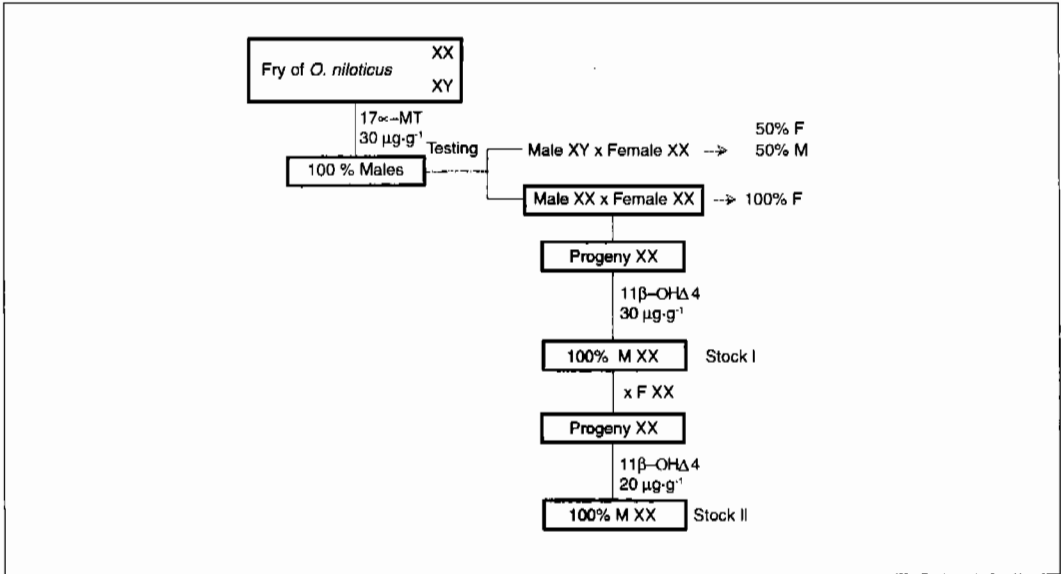 XX
Fry of O. niloticus
XY
17∝–MT
30 µg·g⁻¹
Testing
100 % Males
Male XY x Female XX
50% F
50% M
Male XX x Female XX
100% F
Progeny XX
11β–OHΔ4
30 µg·g⁻¹
100% M XX
Stock I
x F XX
Progeny XX
11β–OHΔ4
20 µg·g⁻¹
100% M XX
Stock II